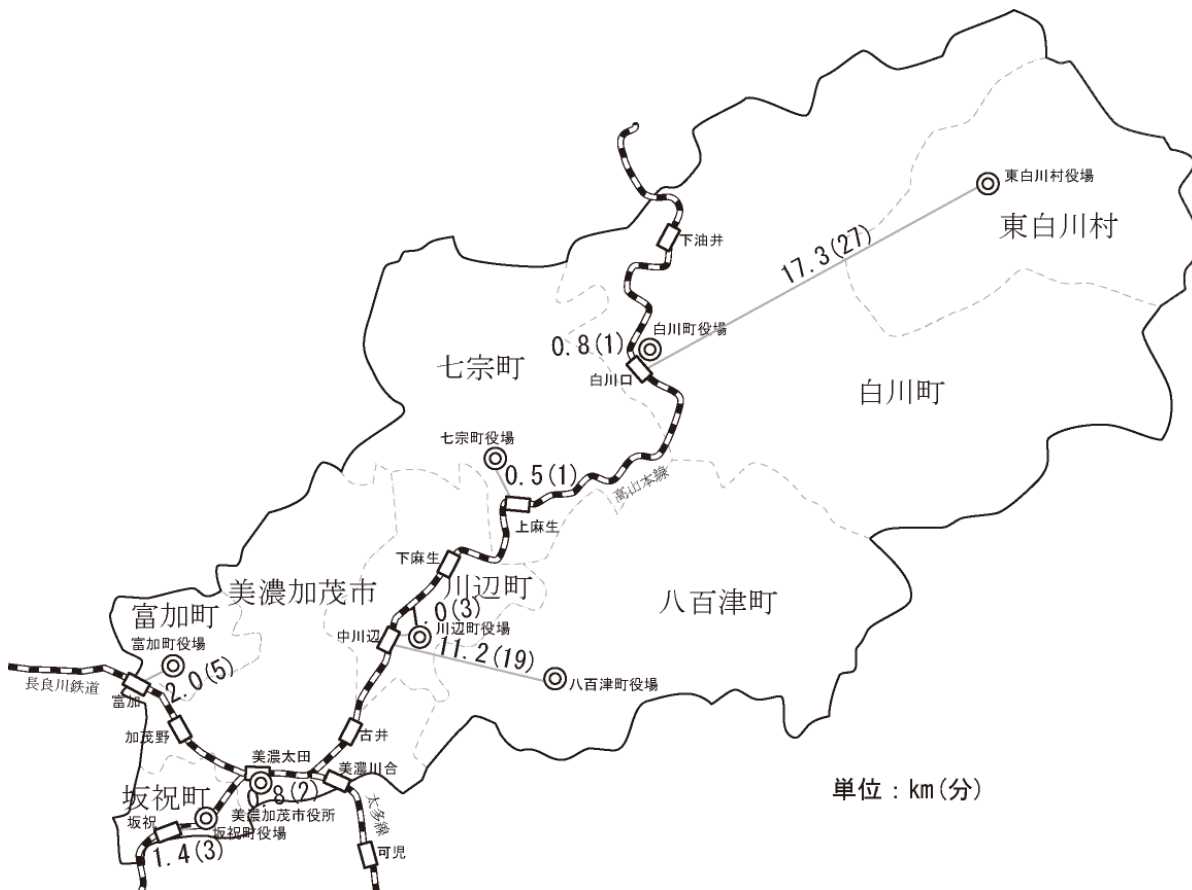 東白川村役場
東白川村
下油井
17.3(27)
白川町役場
0.8(1)
白川口
七宗町
白川町
七宗町役場
0.5(1)
高山本線
上麻生
下麻生
川辺町
美濃加茂市
八百津町
富加町
.0(3)
中川辺
川辺町役場
富加町役場
11.2(19)
八百津町役場
長良川鉄道
2.0(5)
富加
加茂野
古井
美濃太田
美濃川合
単位：km(分)
0.8(2)
坂祝町
美濃加茂市役所
太多線
坂祝
坂祝町役場
1.4(3)
可児